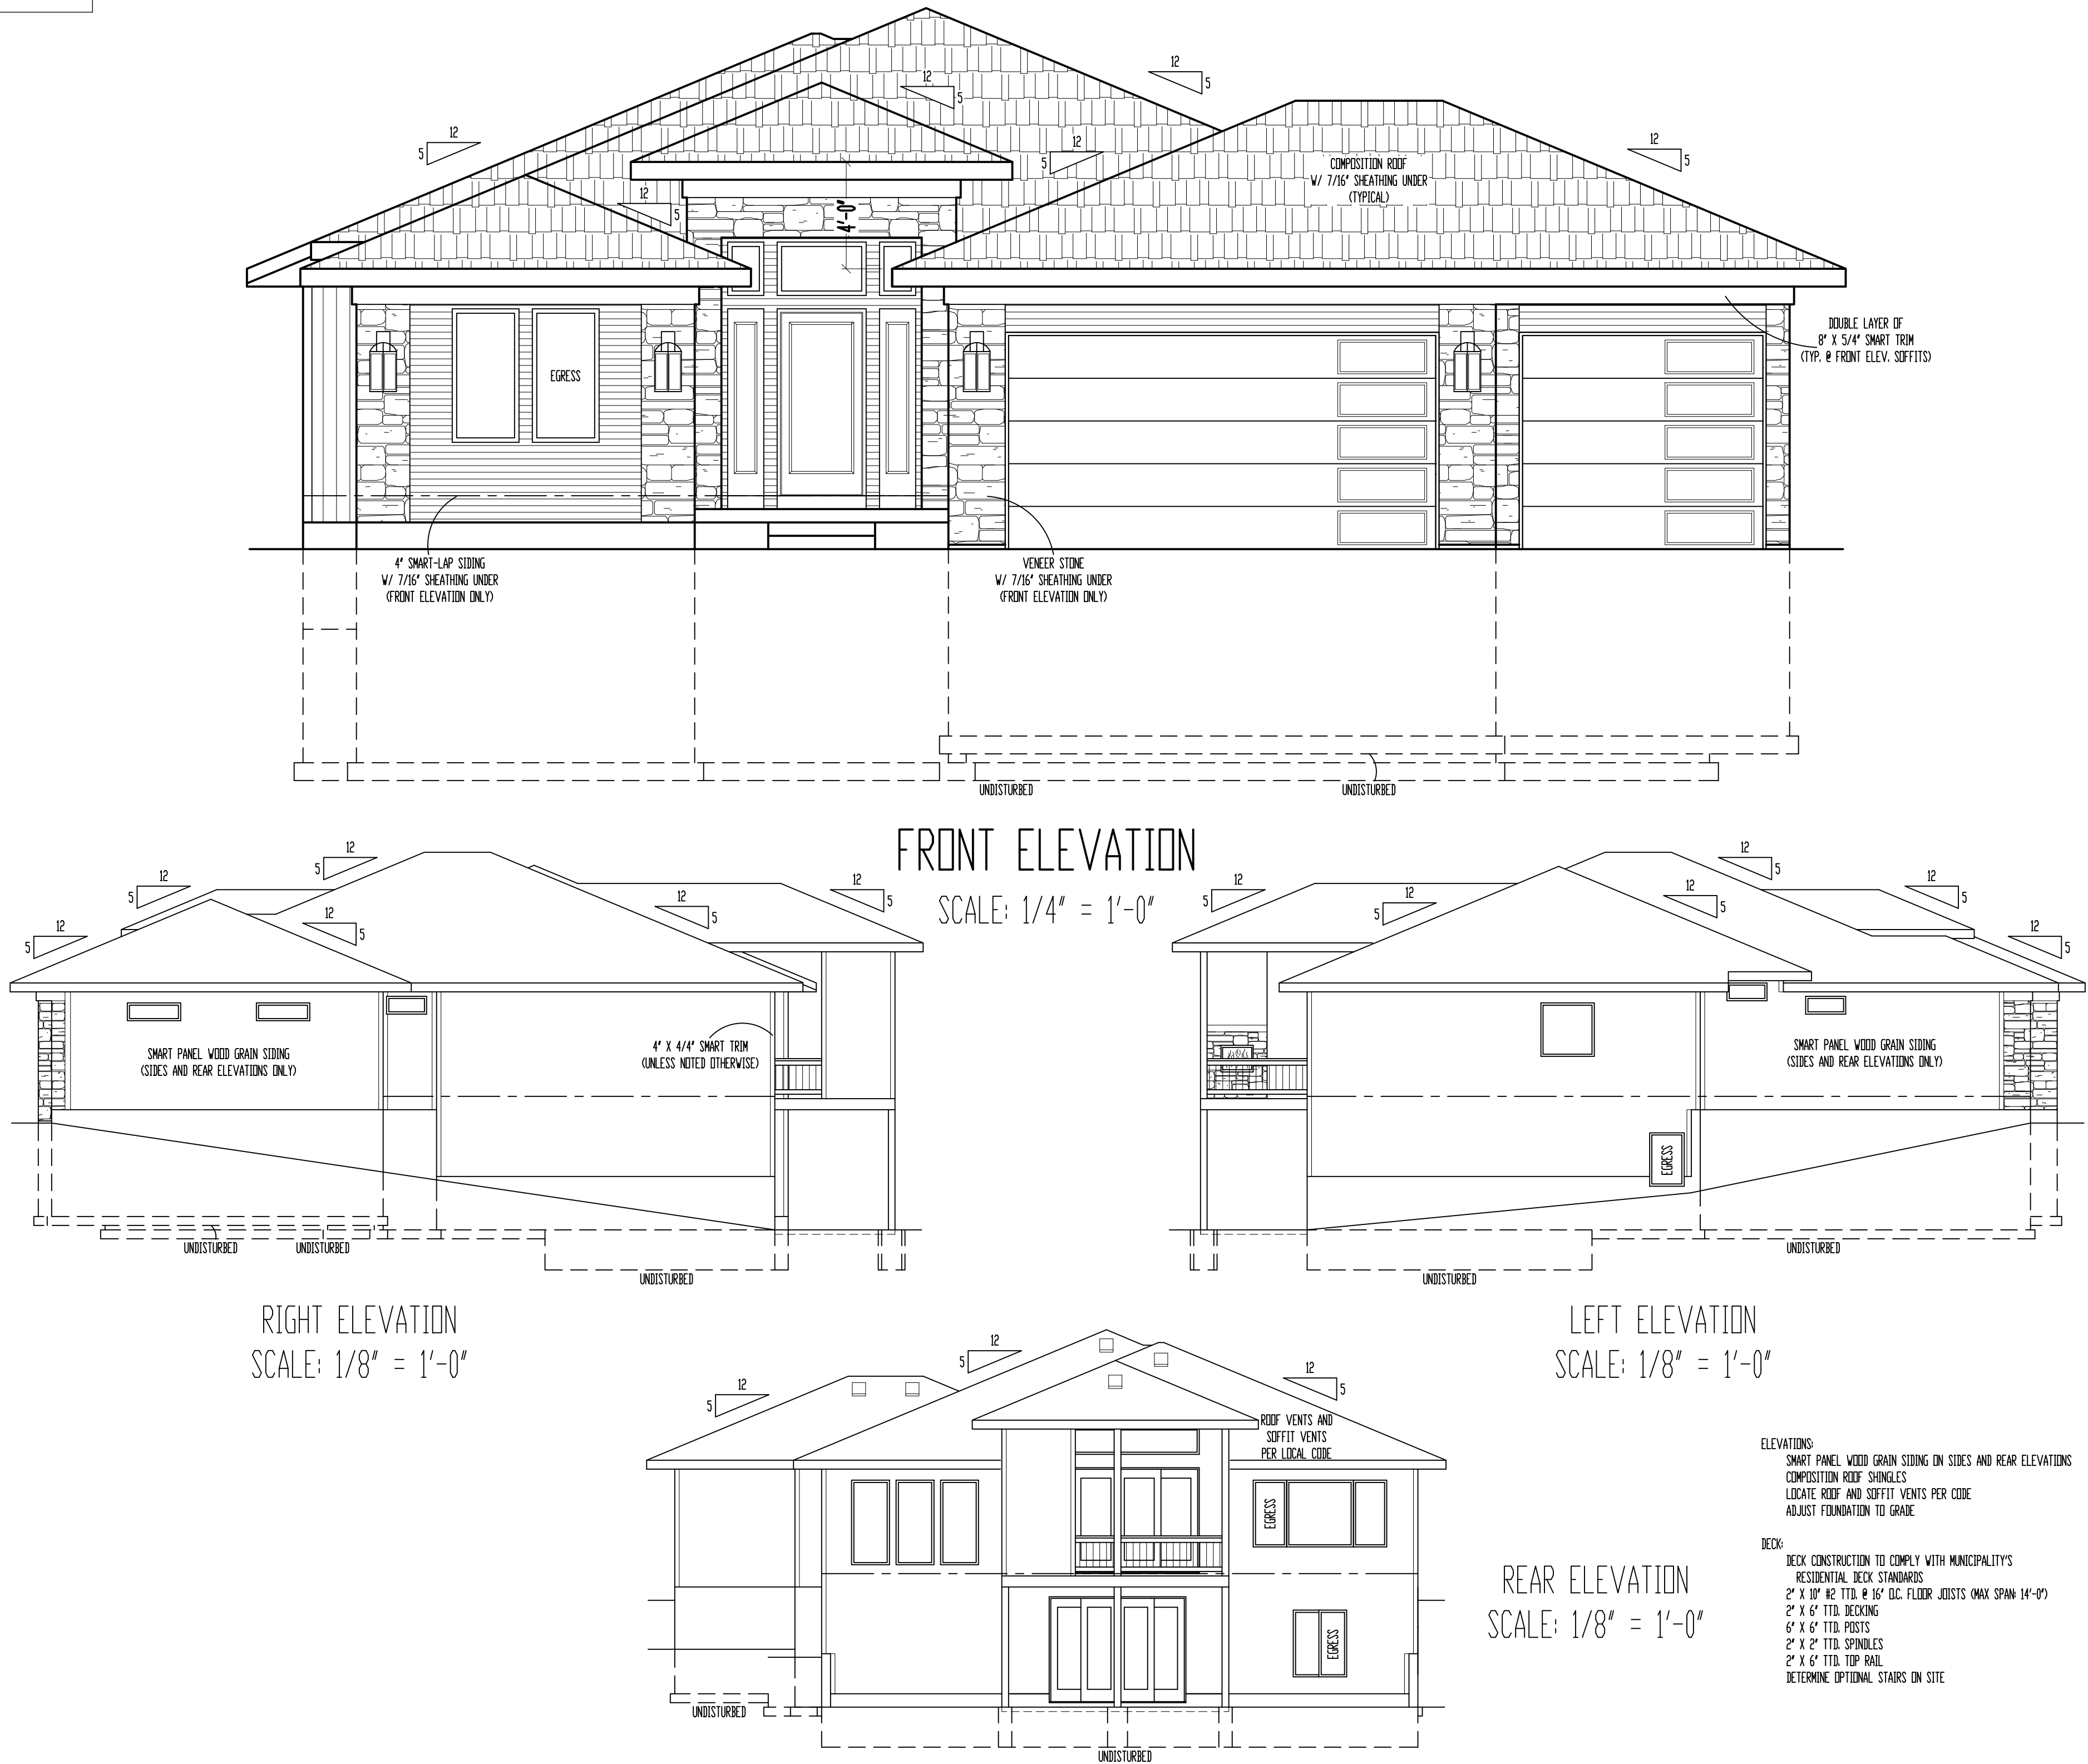 12
5
12
5
12
5
12
5
12
5
12
5
4'-0"
COMPOSITION ROOF
W/ 7/16" SHEATHING UNDER
(TYPICAL)
DOUBLE LAYER OF
8" X 5/4" SMART TRIM
(TYP. @ FRONT ELEV. SOFFITS)
EGRESS
4" SMART-LAP SIDING
W/ 7/16" SHEATHING UNDER
(FRONT ELEVATION ONLY)
VENEER STONE
W/ 7/16" SHEATHING UNDER
(FRONT ELEVATION ONLY)
UNDISTURBED
UNDISTURBED
FRONT ELEVATION
SCALE: 1/4" = 1'-0"
12
5
12
5
12
5
12
5
12
5
12
5
SMART PANEL WOOD GRAIN SIDING
(SIDES AND REAR ELEVATIONS ONLY)
4" X 4/4" SMART TRIM
(UNLESS NOTED OTHERWISE)
UNDISTURBED
UNDISTURBED
UNDISTURBED
RIGHT ELEVATION
SCALE: 1/8" = 1'-0"
12
5
12
5
12
5
12
5
12
5
12
5
SMART PANEL WOOD GRAIN SIDING
(SIDES AND REAR ELEVATIONS ONLY)
EGRESS
UNDISTURBED
UNDISTURBED
LEFT ELEVATION
SCALE: 1/8" = 1'-0"
12
5
12
5
12
5
ROOF VENTS AND
SOFFIT VENTS
PER LOCAL CODE
EGRESS
EGRESS
UNDISTURBED
UNDISTURBED
REAR ELEVATION
SCALE: 1/8" = 1'-0"
ELEVATIONS:
SMART PANEL WOOD GRAIN SIDING ON SIDES AND REAR ELEVATIONS
COMPOSITION ROOF SHINGLES
LOCATE ROOF AND SOFFIT VENTS PER CODE
ADJUST FOUNDATION TO GRADE
DECK:
DECK CONSTRUCTION TO COMPLY WITH MUNICIPALITY'S
RESIDENTIAL DECK STANDARDS
2" X 10" #2 TTD. @ 16" O.C. FLOOR JOISTS (MAX SPAN: 14'-0")
2" X 6" TTD. DECKING
6" X 6" TTD. POSTS
2" X 2" TTD. SPINDLES
2" X 6" TTD. TOP RAIL
DETERMINE OPTIONAL STAIRS ON SITE